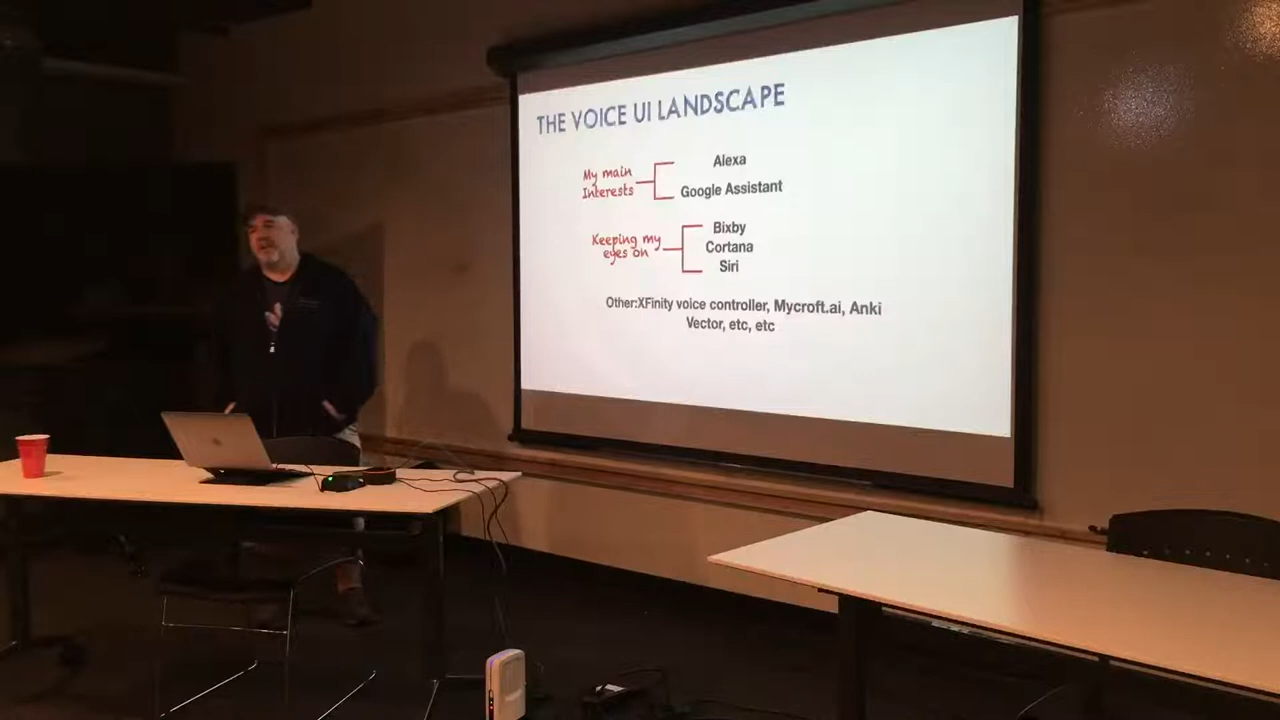 THE VOICE UI LANDSCAPE
My main
Interests
Alexa
Google Assistant
Keeping my
eyes on
Bixby
Cortana
Siri
Other:XFinity voice controller, Mycroft.ai, Anki
Vector, etc, etc